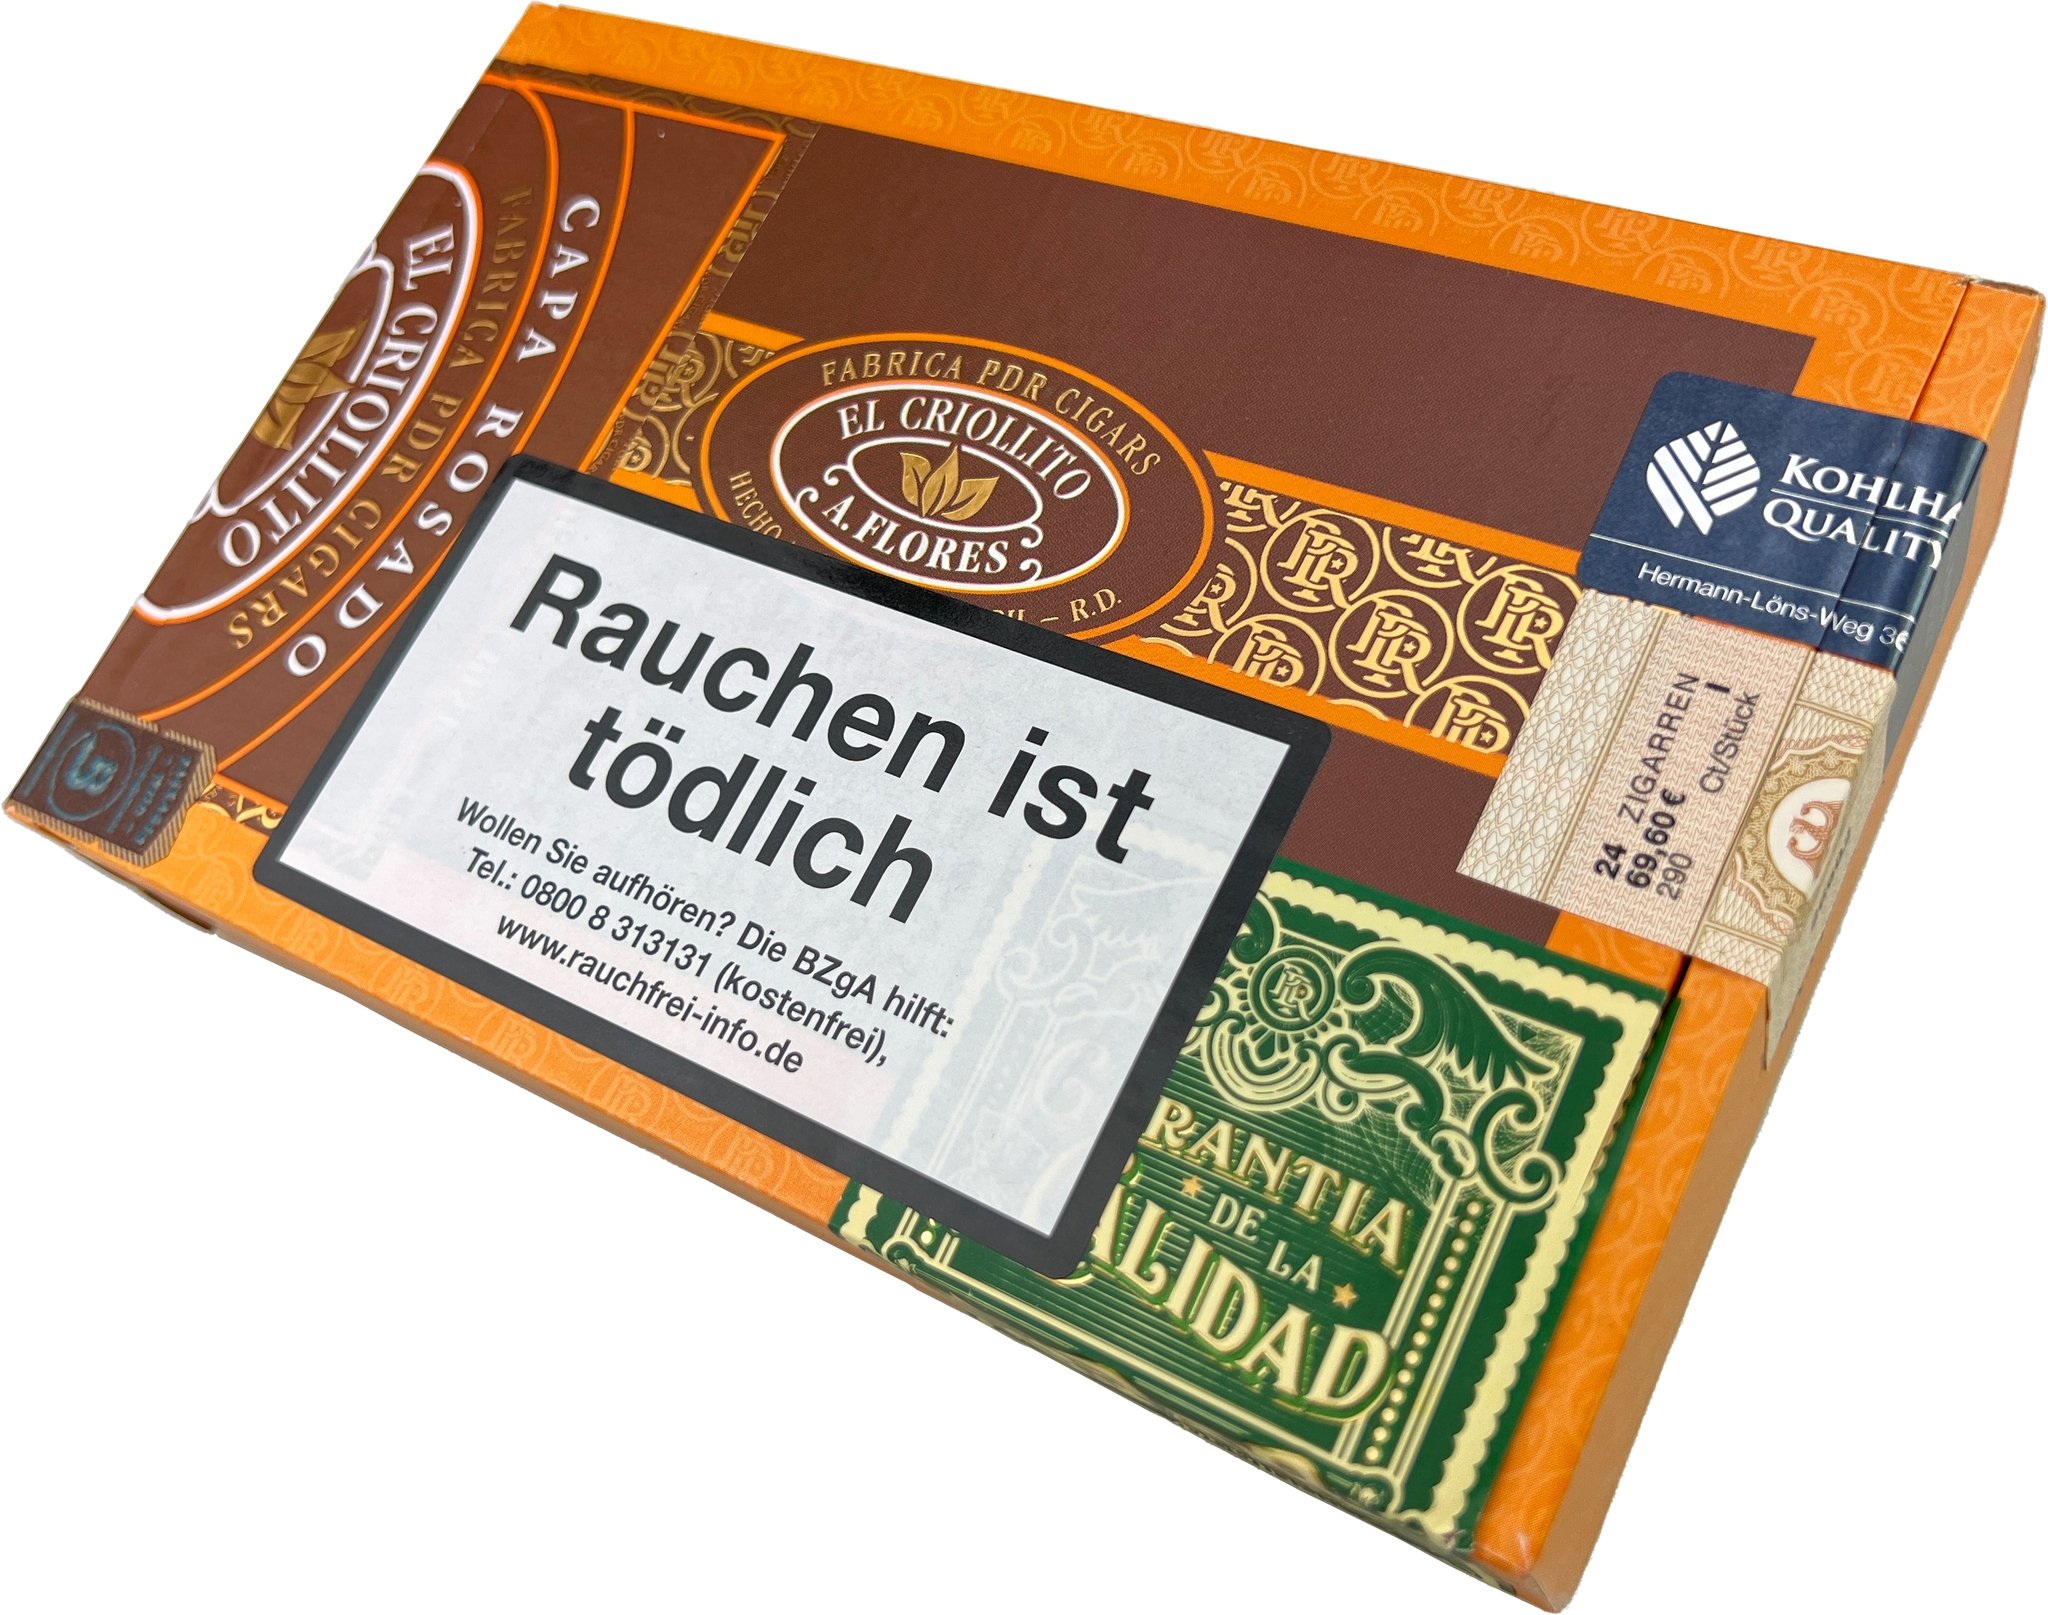 EL CRIOLLITO
FABRICA PDR CIGARS
CAPA ROSADO
FABRICA PDR CIGARS
EL CRIOLLITO
A. FLORES
HECHO
– R.D.
KOHLHA
QUALITY
Hermann-Löns-Weg 36
24 ZIGARREN
69,60 € I
290 Ct/Stück
Rauchen ist
tödlich
Wollen Sie aufhören? Die BZgA hilft:
Tel.: 0800 8 313131 (kostenfrei),
www.rauchfrei-info.de
RANTIA
DE LA
ALIDAD